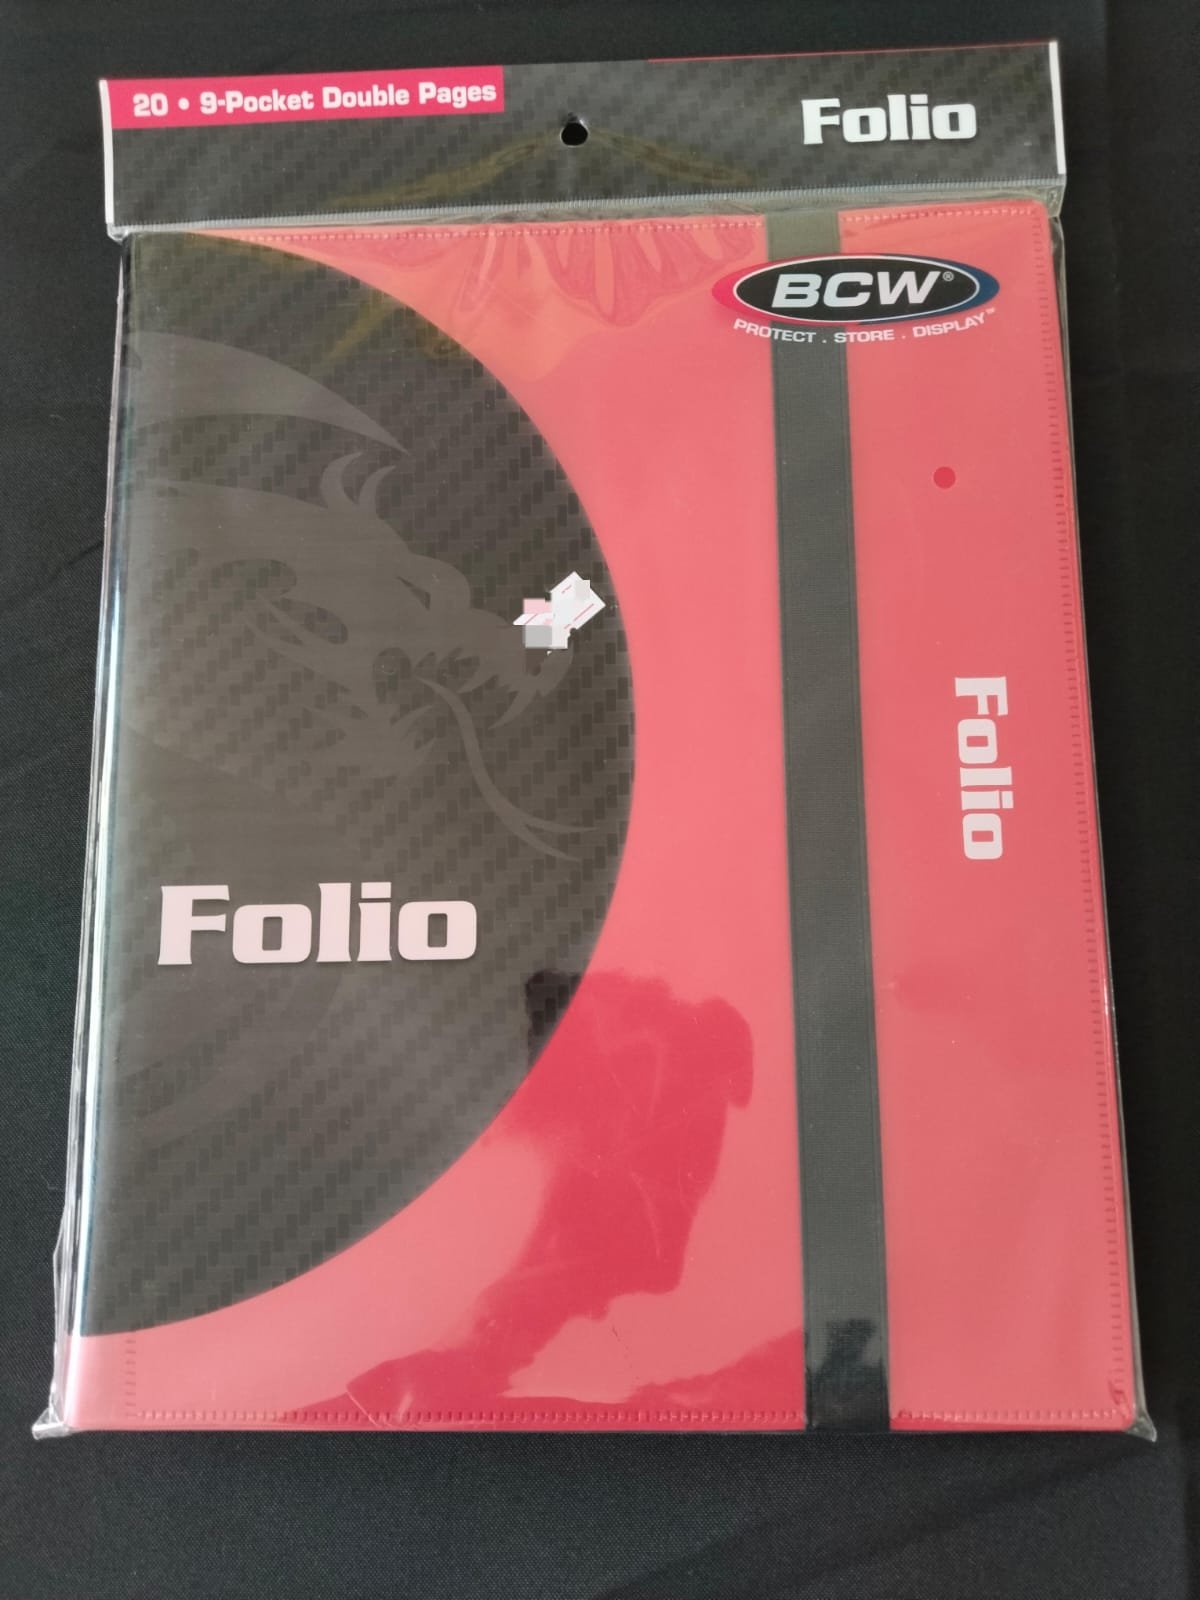 20 • 9-Pocket Double Pages
Folio
BCW®
PROTECT . STORE . DISPLAY™
Folio
Folio